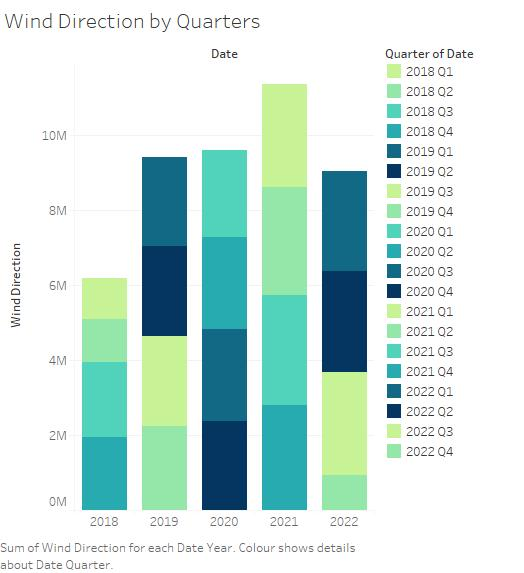 Wind Direction by Quarters
Date
Quarter of Date
2018 Q1
2018 Q2
2018 Q3
2018 Q4
2019 Q1
2019 Q2
2019 Q3
2019 Q4
2020 Q1
2020 Q2
2020 Q3
2020 Q4
2021 Q1
2021 Q2
2021 Q3
2021 Q4
2022 Q1
2022 Q2
2022 Q3
2022 Q4
Wind Direction
10M
8M
6M
4M
2M
0M
2018 2019 2020 2021 2022
Sum of Wind Direction for each Date Year. Colour shows details
about Date Quarter.